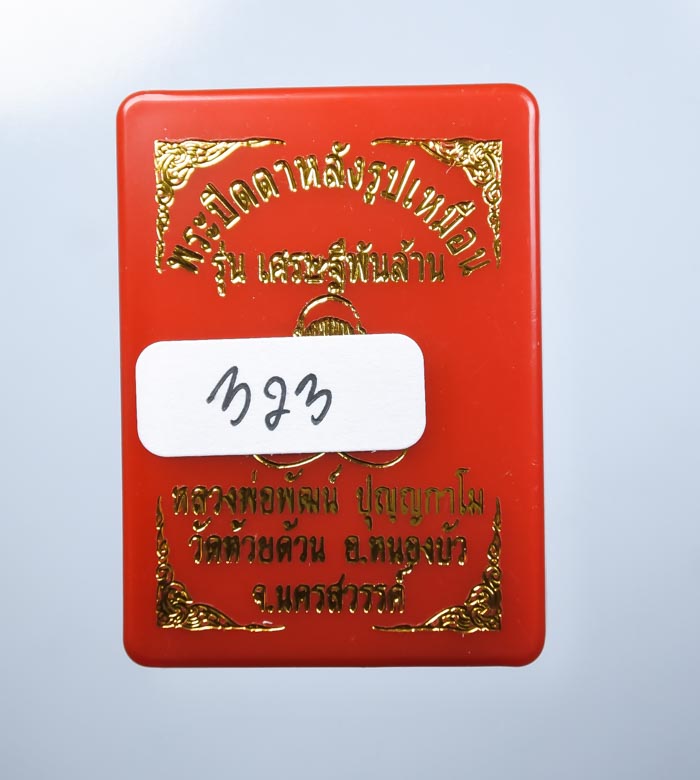 พระปิดตาหลังรูปเหมือน
รุ่น เศรษฐีพันล้าน
323
หลวงพ่อพัฒน์ ปุญญกาโม
วัดห้วยด้วน อ.หนองบัว
จ.นครสวรรค์